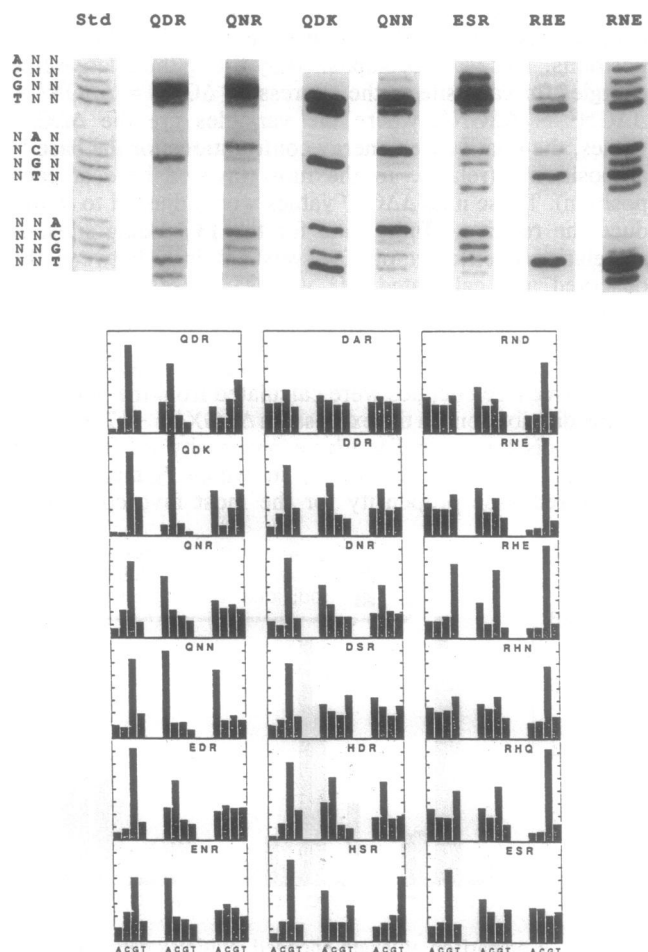 Std QDR QNR QDK QNN ESR RHE RNE
A N N
C N N
G N N
T N N
N A N
N C N
N G N
N T N
N N A
N N C
N N G
N N T
QDR DAR RND
QDK DDR RNE
QNR DNR RHE
QNN DSR RHN
EDR HDR RHQ
ENR HSR ESR
ACGT ACGT ACGT ACGT ACGT ACGT ACGT ACGT ACGT